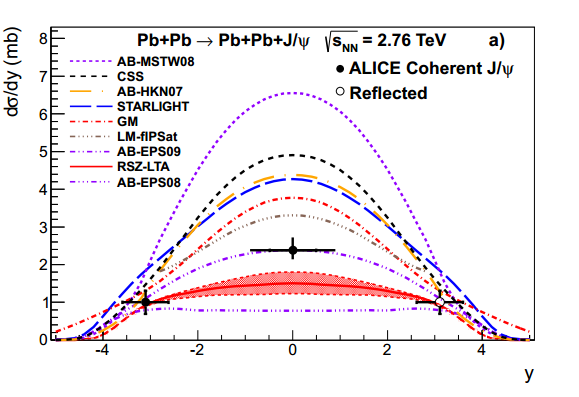 Pb+Pb → Pb+Pb+J/ψ √sNN = 2.76 TeV a)
ALICE Coherent J/ψ
Reflected
AB-MSTW08
CSS
AB-HKN07
STARLIGHT
GM
LM-fIPSat
AB-EPS09
RSZ-LTA
AB-EPS08
dσ/dy (mb)
8
7
6
5
4
3
2
1
0
-4 -2 0 2 4
y